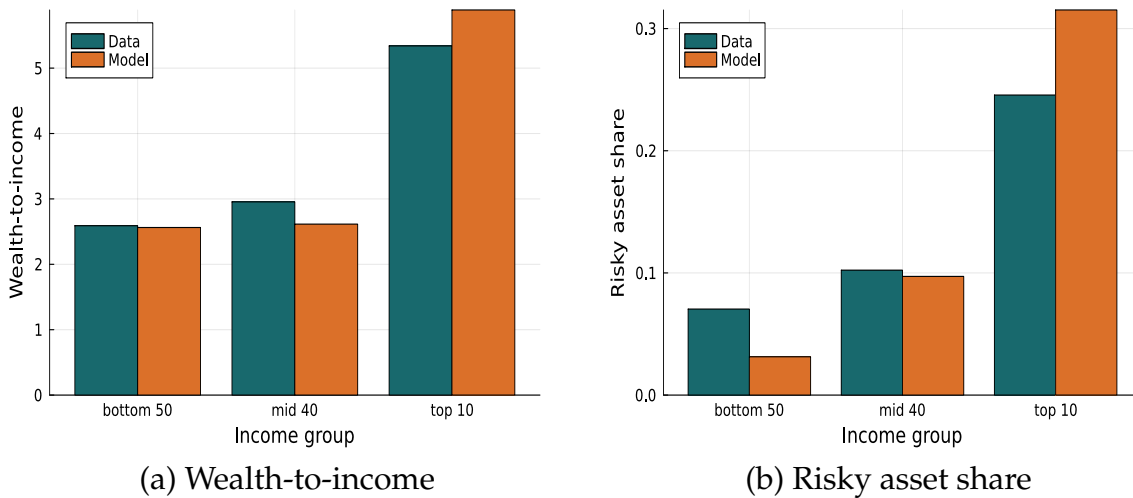 Wealth-to-income
5
4
3
2
1
0
Data
Model
bottom 50
mid 40
top 10
Income group
(a) Wealth-to-income
Risky asset share
0.3
0.2
0.1
0.0
Data
Model
bottom 50
mid 40
top 10
Income group
(b) Risky asset share